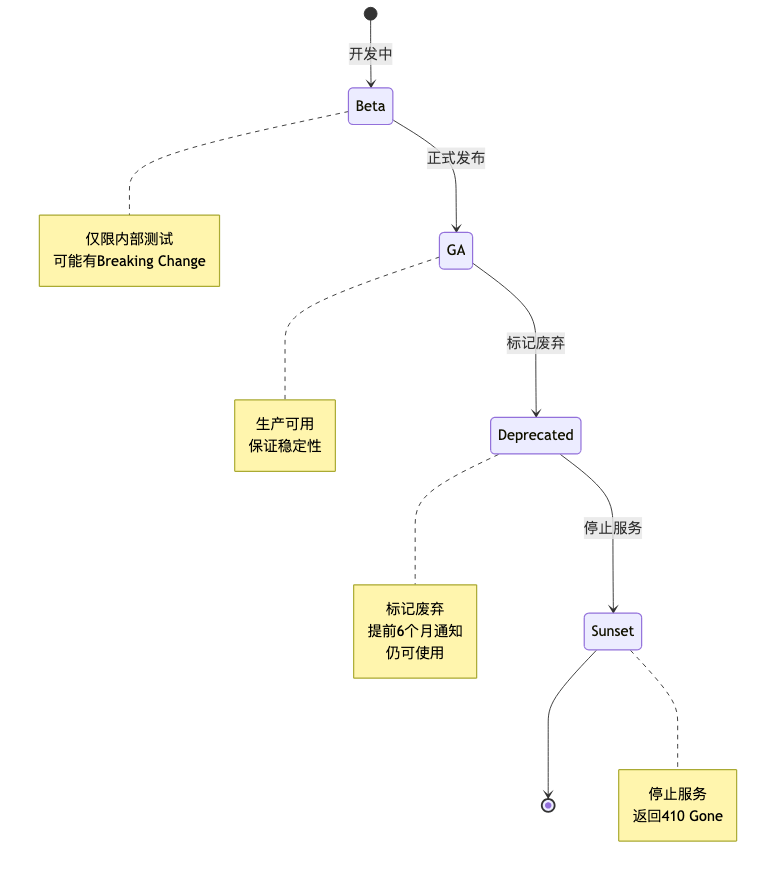 开发中
Beta
正式发布
仅限内部测试
可能有Breaking Change
GA
标记废弃
生产可用
保证稳定性
Deprecated
停止服务
标记废弃
提前6个月通知
仍可使用
Sunset
停止服务
返回410 Gone